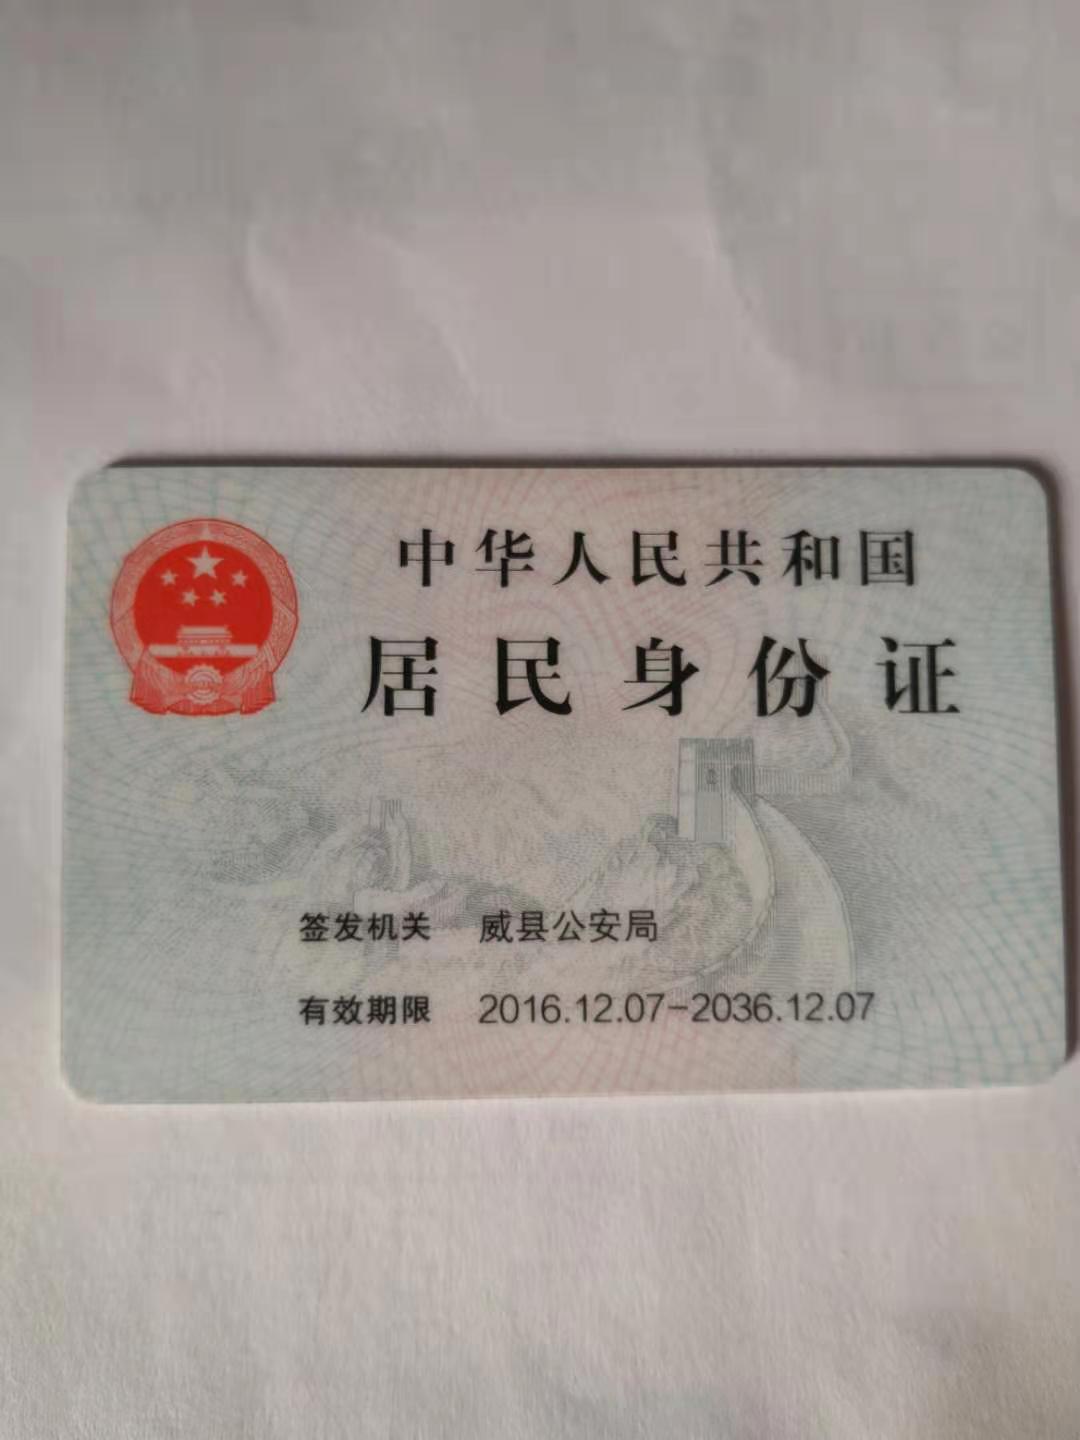 中华人民共和国
居民身份证
签发机关 威县公安局
有效期限 2016.12.07-2036.12.07